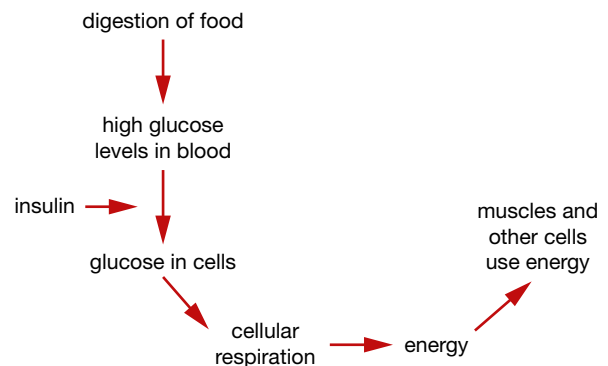 digestion of food
high glucose
levels in blood
insulin
glucose in cells
cellular
respiration
energy
muscles and
other cells
use energy